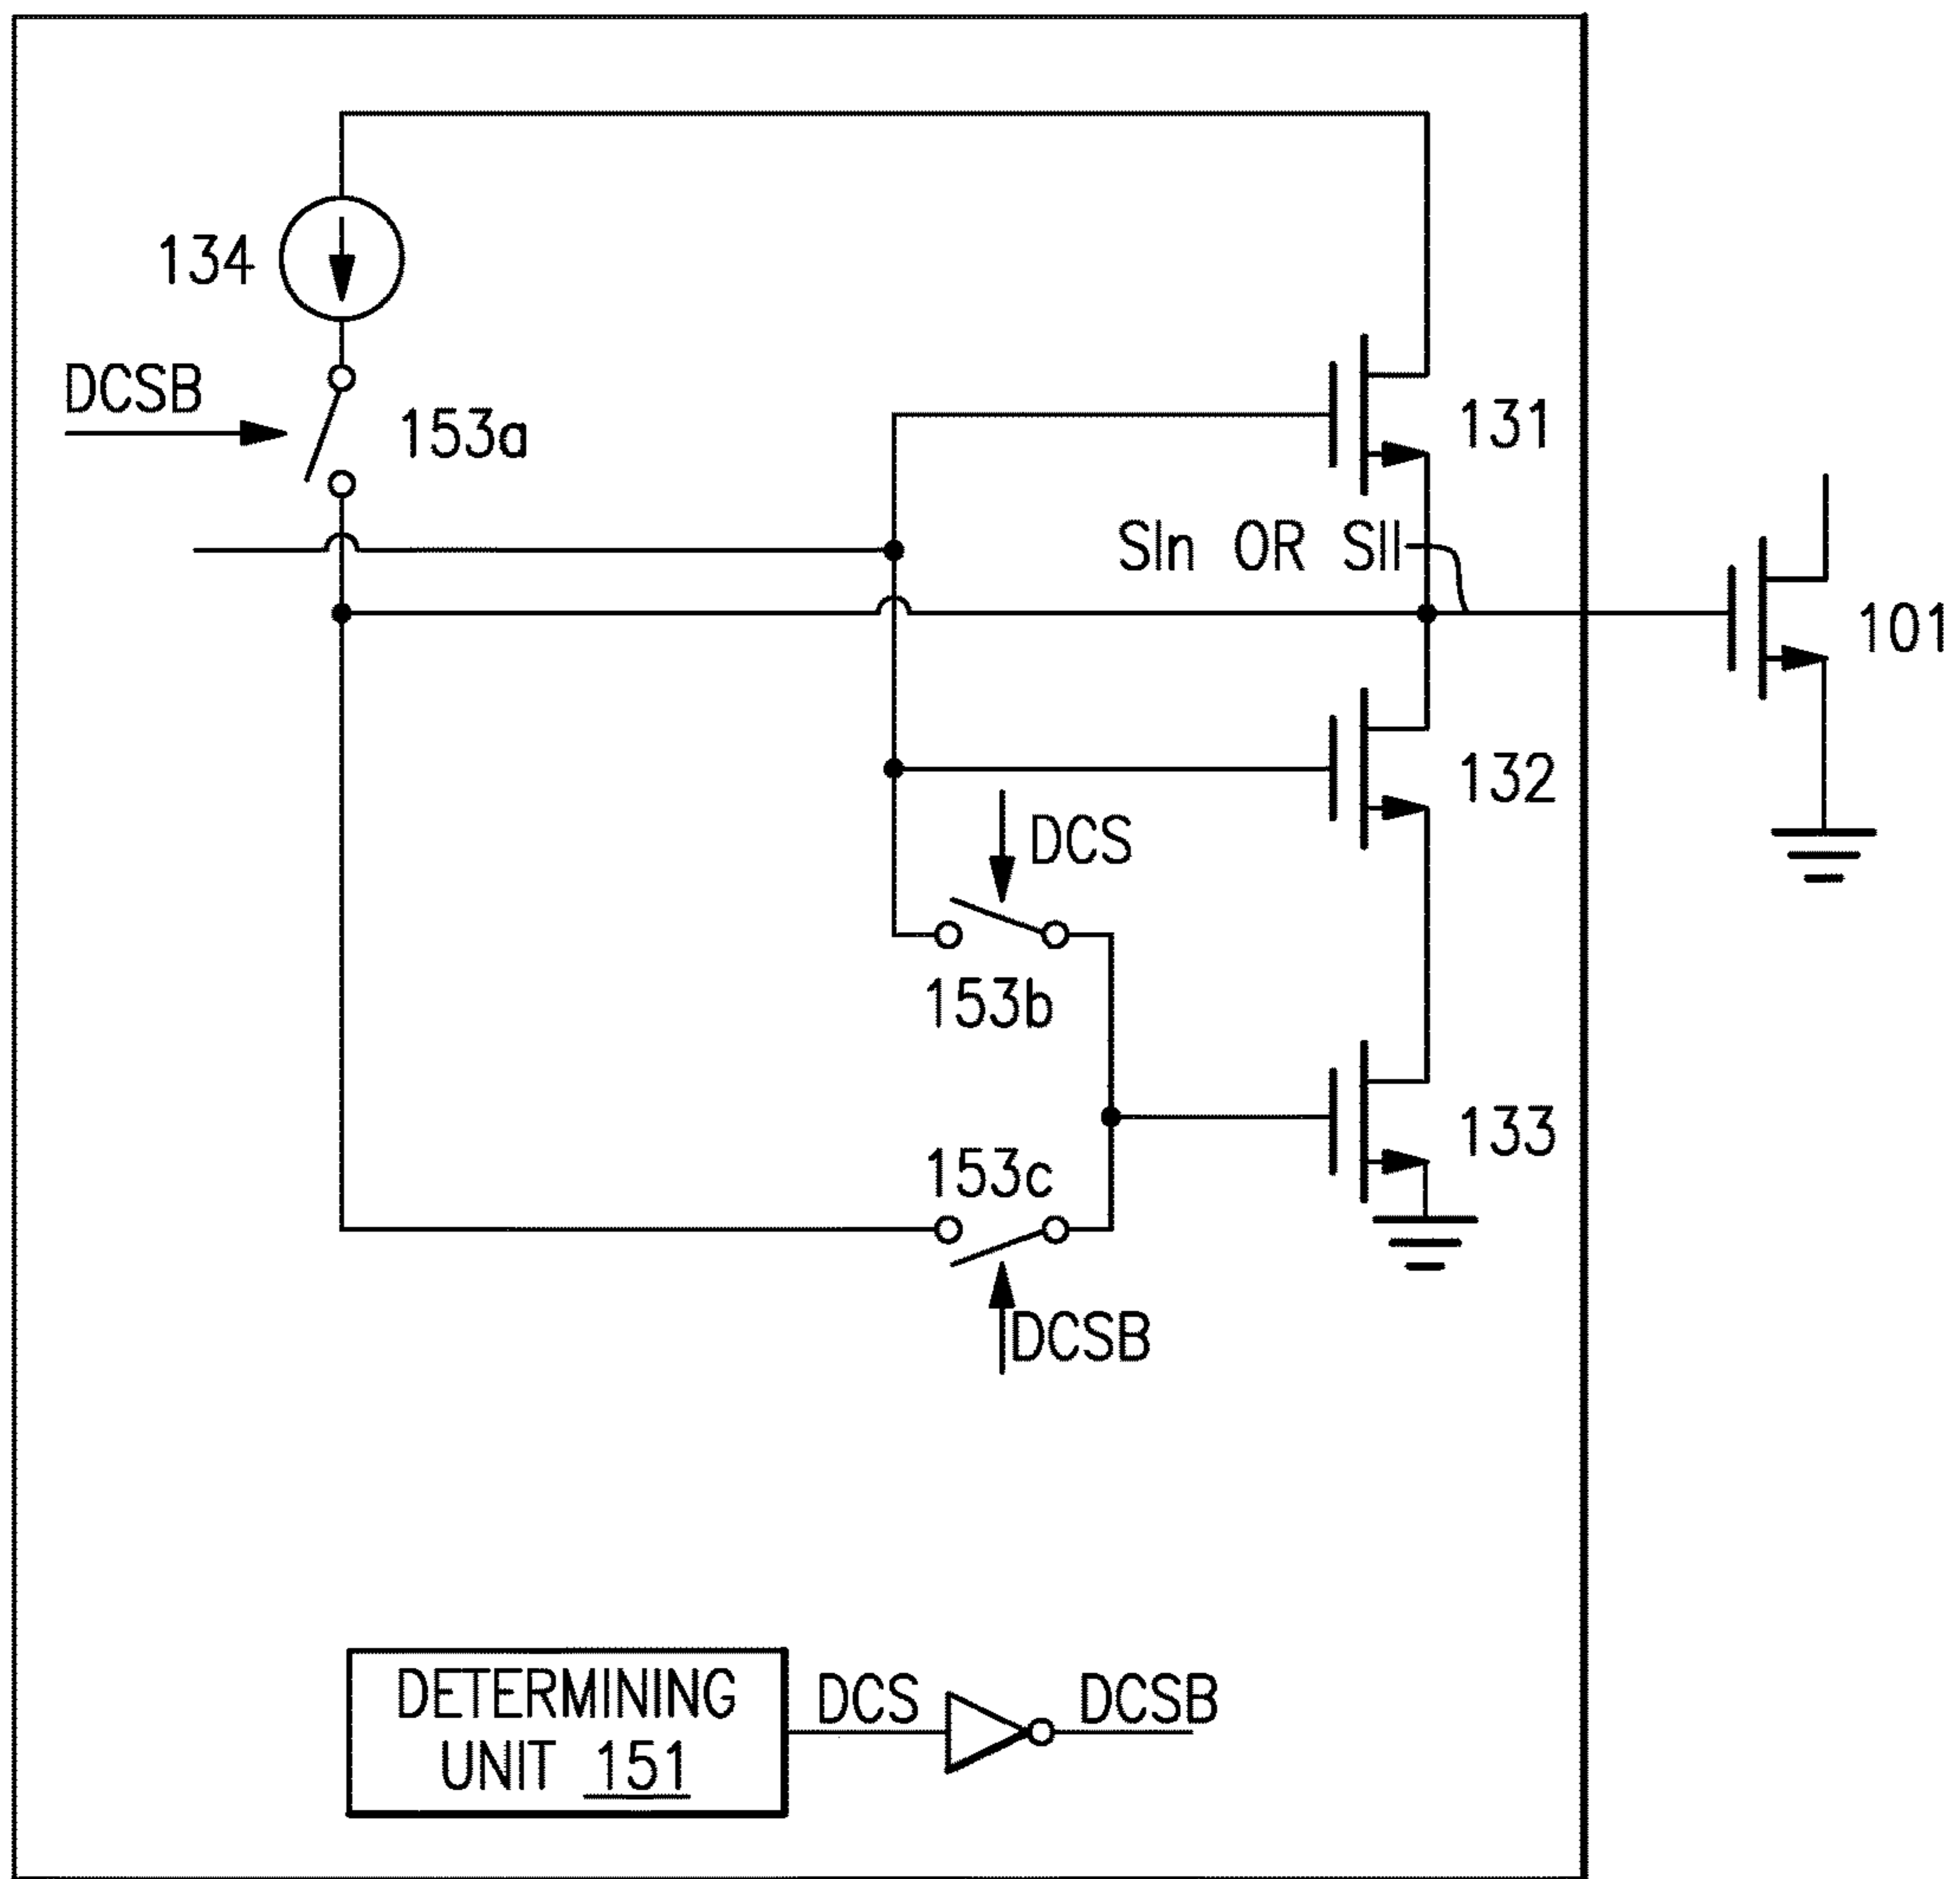 134
DCSB
153a
131
SIn OR SII
101
132
DCS
153b
133
153c
DCSB
DETERMINING
UNIT 151
DCS
DCSB